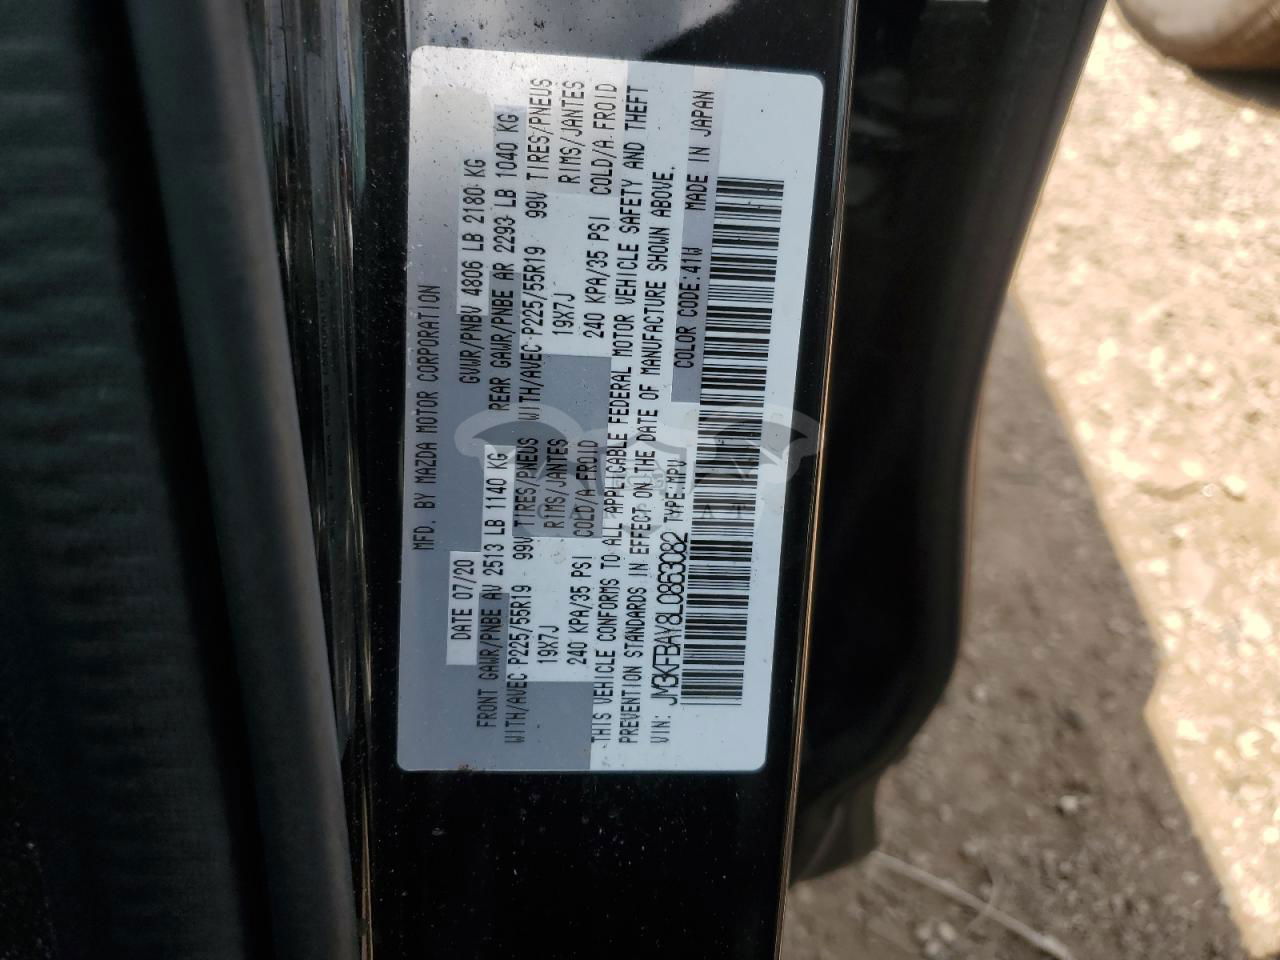 MFD. BY MAZDA MOTOR CORPORATION
DATE 07/20 GVWR/PNBV 4806 LB 2180 KG
FRONT GAWR/PNBE AV 2513 LB 1140 KG REAR GAWR/PNBE AR 2293 LB 1040 KG
WITH/AVEC P225/55R19 99V TIRES/PNEUS WITH/AVEC P225/55R19 99V TIRES/PNEUS
19X7J RIMS/JANTES 19X7J RIMS/JANTES
240 KPA/35 PSI COLD/A FROID 240 KPA/35 PSI COLD/A FROID
THIS VEHICLE CONFORMS TO ALL APPLICABLE FEDERAL MOTOR VEHICLE SAFETY AND THEFT
PREVENTION STANDARDS IN EFFECT ON THE DATE OF MANUFACTURE SHOWN ABOVE.
VIN: JM3KFBAY8L0863082 TYPE:MPV COLOR CODE:41W MADE IN JAPAN